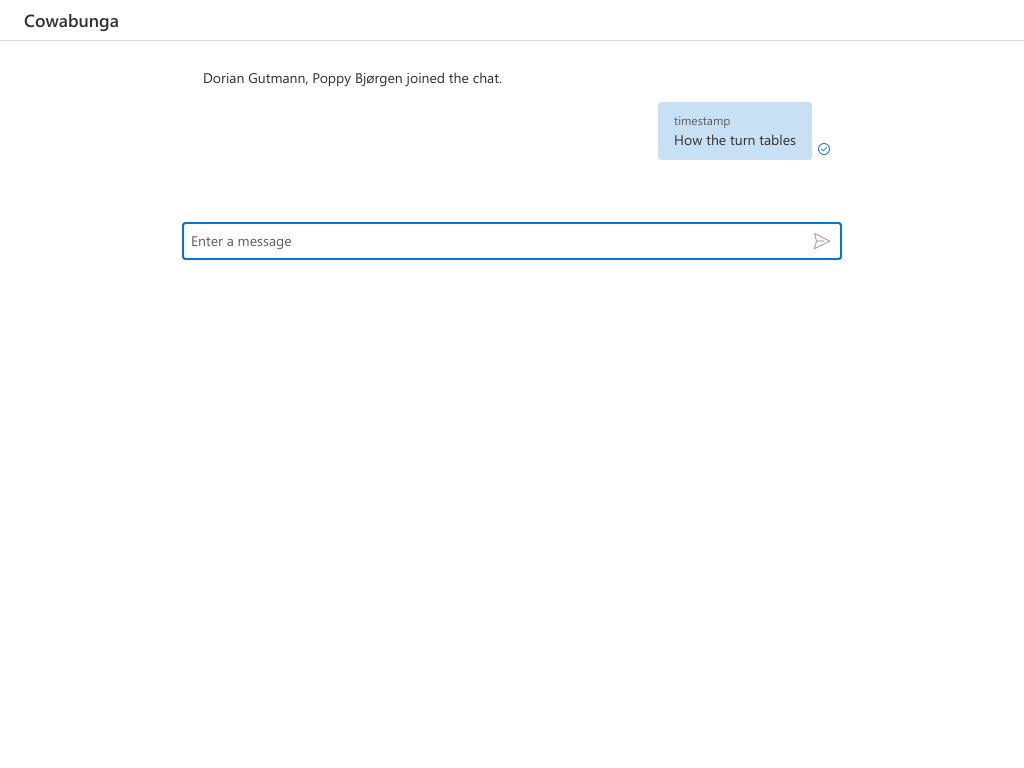 Cowabunga
Dorian Gutmann, Poppy Bjørgen joined the chat.
timestamp
How the turn tables
Enter a message